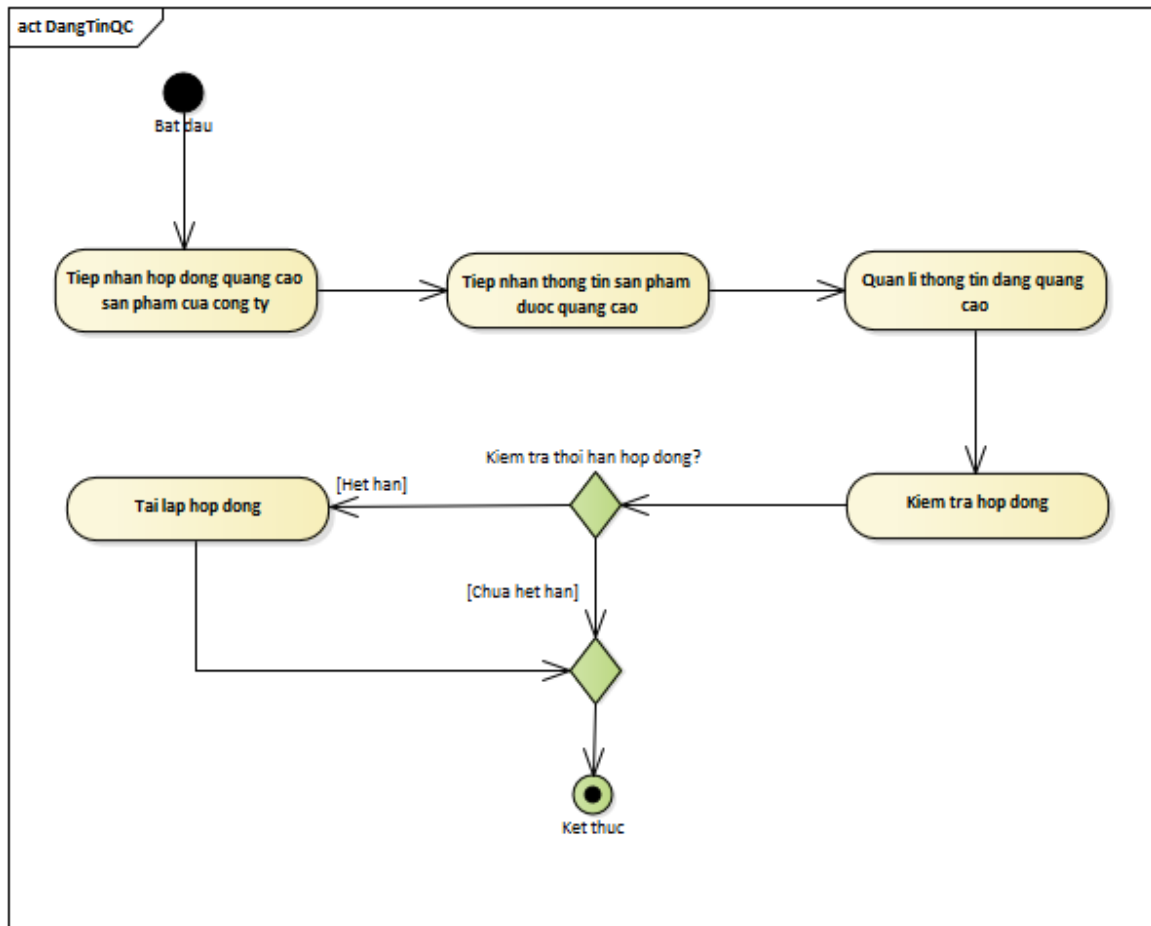 act DangTinQC
Bat dau
Tiep nhan hop dong quang cao
san pham cua cong ty
Tiep nhan thong tin san pham
duoc quang cao
Quan li thong tin dang quang
cao
Kiem tra hop dong
Kiem tra thoi han hop dong?
[Het han]
Tai lap hop dong
[Chua het han]
Ket thuc